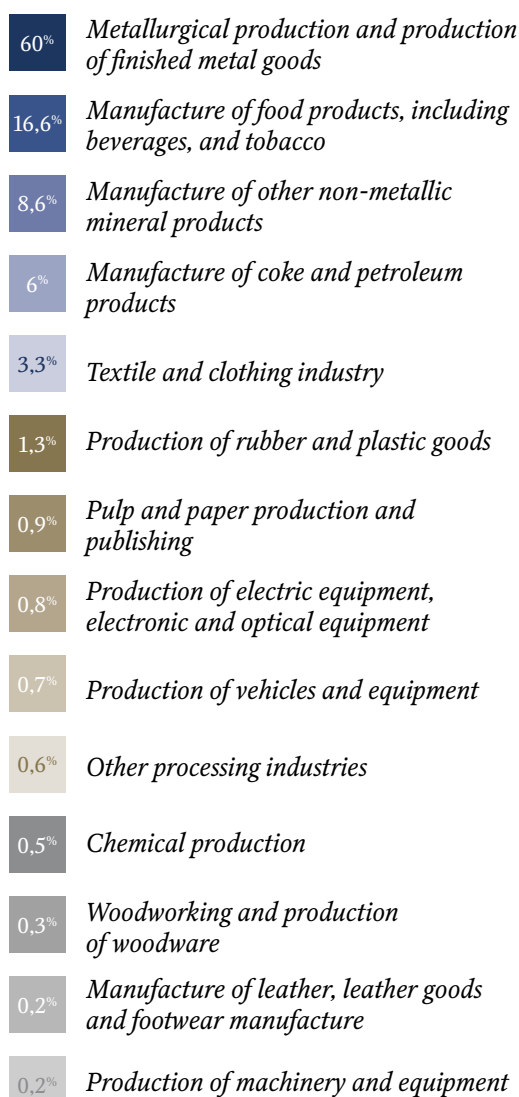 60%
Metallurgical production and production
of finished metal goods
16,6%
Manufacture of food products, including
beverages, and tobacco
8,6%
Manufacture of other non-metallic
mineral products
6%
Manufacture of coke and petroleum
products
3,3%
Textile and clothing industry
1,3%
Production of rubber and plastic goods
0,9%
Pulp and paper production and
publishing
0,8%
Production of electric equipment,
electronic and optical equipment
0,7%
Production of vehicles and equipment
0,6%
Other processing industries
0,5%
Chemical production
0,3%
Woodworking and production
of woodware
0,2%
Manufacture of leather, leather goods
and footwear manufacture
0,2%
Production of machinery and equipment